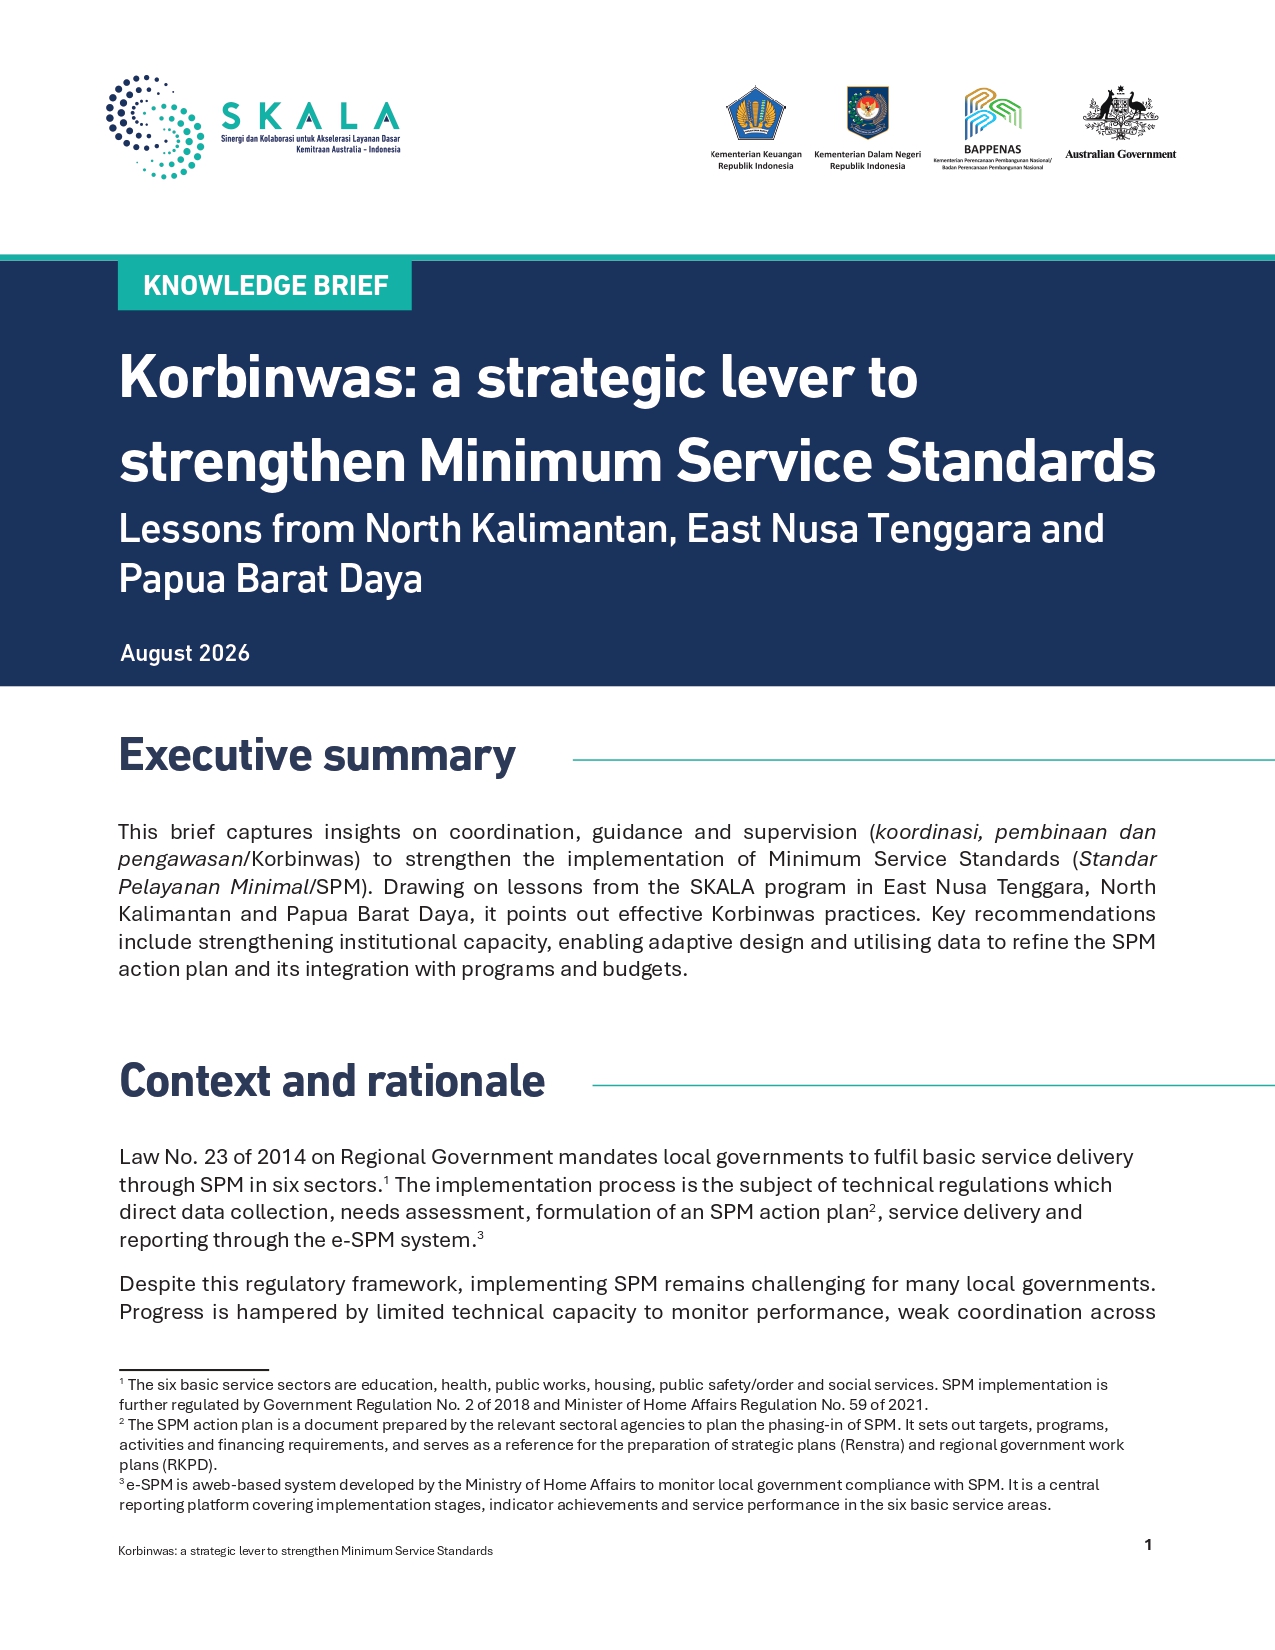 SKALA
Sinergi dan Kolaborasi untuk Akselerasi Layanan Dasar
Kemitraan Australia - Indonesia
Kementerian Keuangan
Republik Indonesia
Kementerian Dalam Negeri
Republik Indonesia
BAPPENAS
Kementerian Perencanaan Pembangunan Nasional/
Badan Perencanaan Pembangunan Nasional
Australian Government
KNOWLEDGE BRIEF
Korbinwas: a strategic lever to
strengthen Minimum Service Standards
Lessons from North Kalimantan, East Nusa Tenggara and
Papua Barat Daya
August 2026
Executive summary
This brief captures insights on coordination, guidance and supervision (koordinasi, pembinaan dan
pengawasan/Korbinwas) to strengthen the implementation of Minimum Service Standards (Standar
Pelayanan Minimal/SPM). Drawing on lessons from the SKALA program in East Nusa Tenggara, North
Kalimantan and Papua Barat Daya, it points out effective Korbinwas practices. Key recommendations
include strengthening institutional capacity, enabling adaptive design and utilising data to refine the SPM
action plan and its integration with programs and budgets.
Context and rationale
Law No. 23 of 2014 on Regional Government mandates local governments to fulfil basic service delivery
through SPM in six sectors.1 The implementation process is the subject of technical regulations which
direct data collection, needs assessment, formulation of an SPM action plan2, service delivery and
reporting through the e-SPM system.3
Despite this regulatory framework, implementing SPM remains challenging for many local governments.
Progress is hampered by limited technical capacity to monitor performance, weak coordination across
1 The six basic service sectors are education, health, public works, housing, public safety/order and social services. SPM implementation is
further regulated by Government Regulation No. 2 of 2018 and Minister of Home Affairs Regulation No. 59 of 2021.
2 The SPM action plan is a document prepared by the relevant sectoral agencies to plan the phasing-in of SPM. It sets out targets, programs,
activities and financing requirements, and serves as a reference for the preparation of strategic plans (Renstra) and regional government work
plans (RKPD).
3 e-SPM is aweb-based system developed by the Ministry of Home Affairs to monitor local government compliance with SPM. It is a central
reporting platform covering implementation stages, indicator achievements and service performance in the six basic service areas.
Korbinwas: a strategic lever to strengthen Minimum Service Standards
1